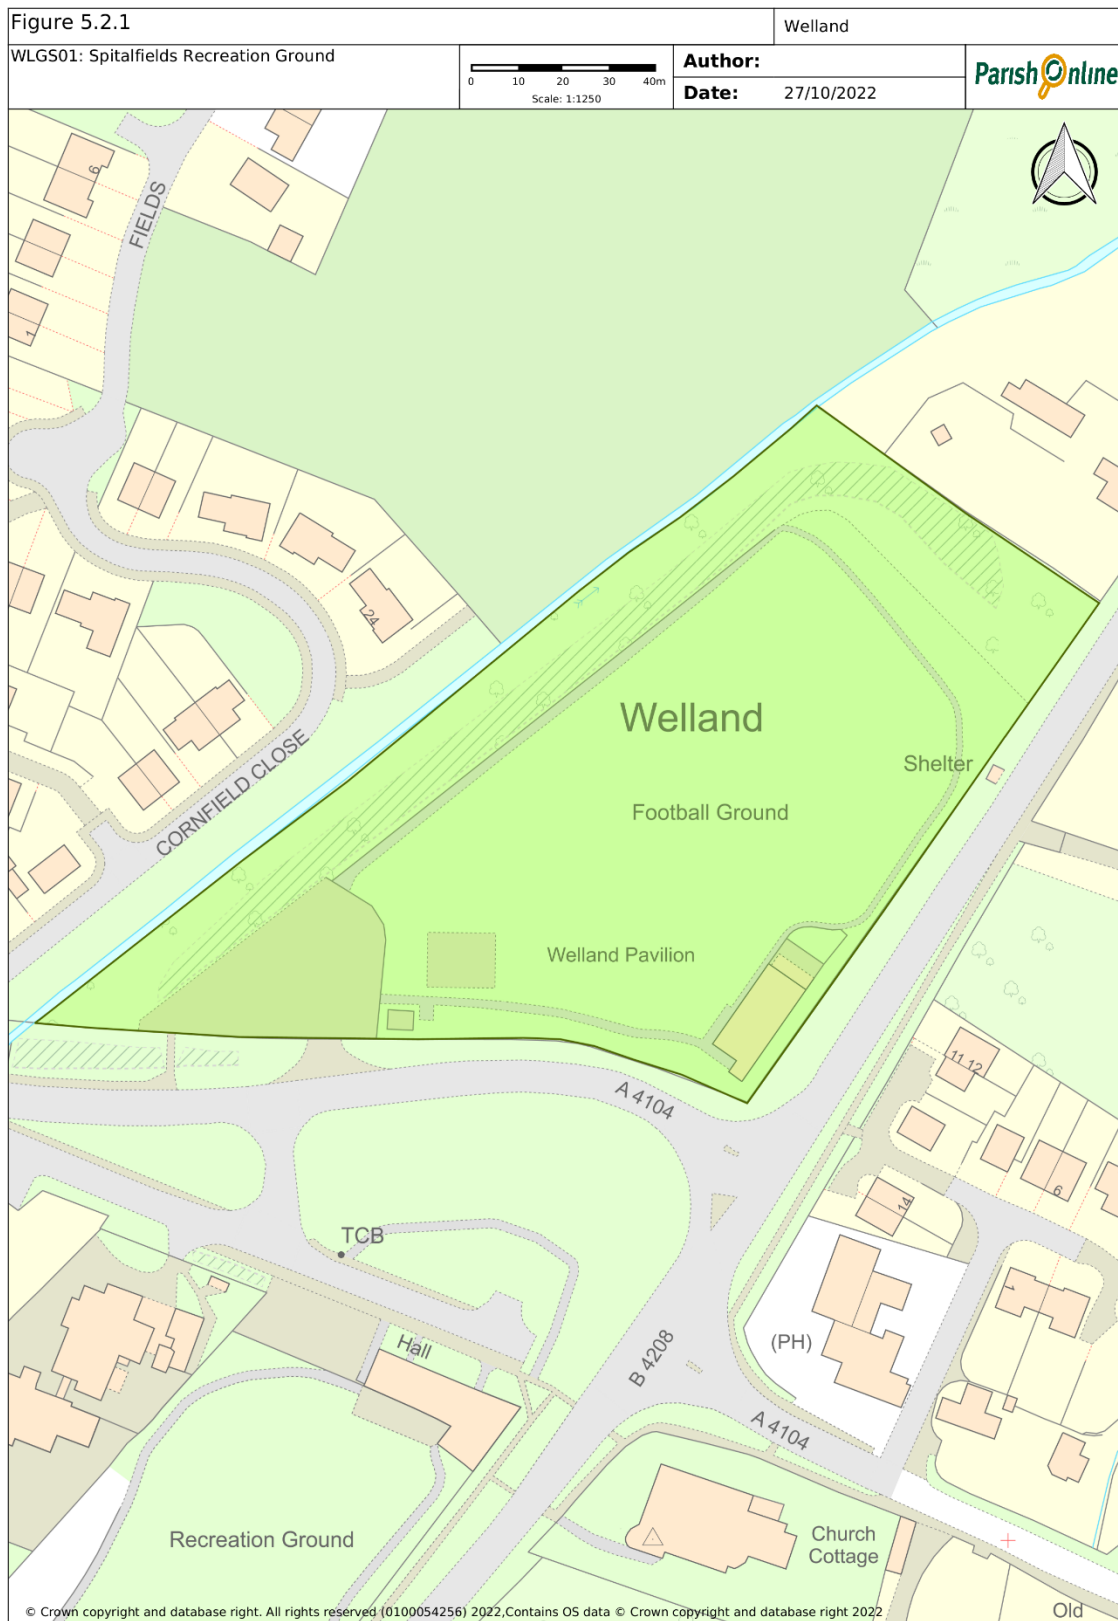 Figure 5.2.1
Welland
WLGS01: Spitalfields Recreation Ground
0 10 20 30 40m
Scale: 1:1250
Author:
Date: 27/10/2022
Parish Online
FIELDS
6
1
24
CORNFIELD CLOSE
Welland
Shelter
Football Ground
Welland Pavilion
A 4104
11 12
6
14
1
TCB
Hall
(PH)
B 4208
A 4104
Recreation Ground
Church
Cottage
Old
© Crown copyright and database right. All rights reserved (0100054256) 2022,Contains OS data © Crown copyright and database right 2022